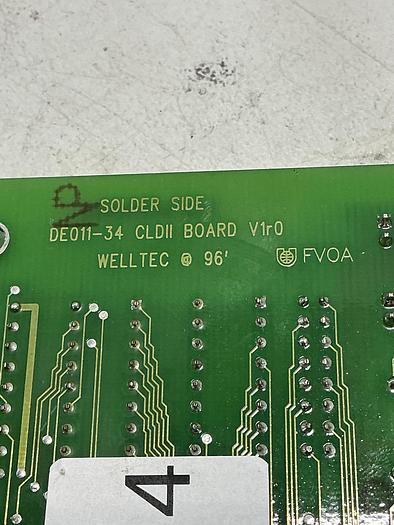 SOLDER SIDE
DE011-34 CLDII BOARD V1r0
WELLTEC @ 96'
FVOA
4